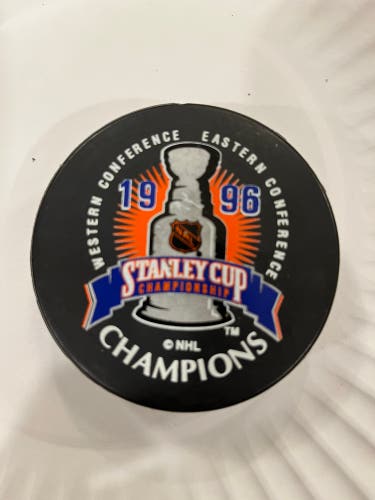 WESTERN CONFERENCE EASTERN CONFERENCE
19 96
NHL
STANLEY CUP
CHAMPIONSHIP
TM
© NHL
CHAMPIONS